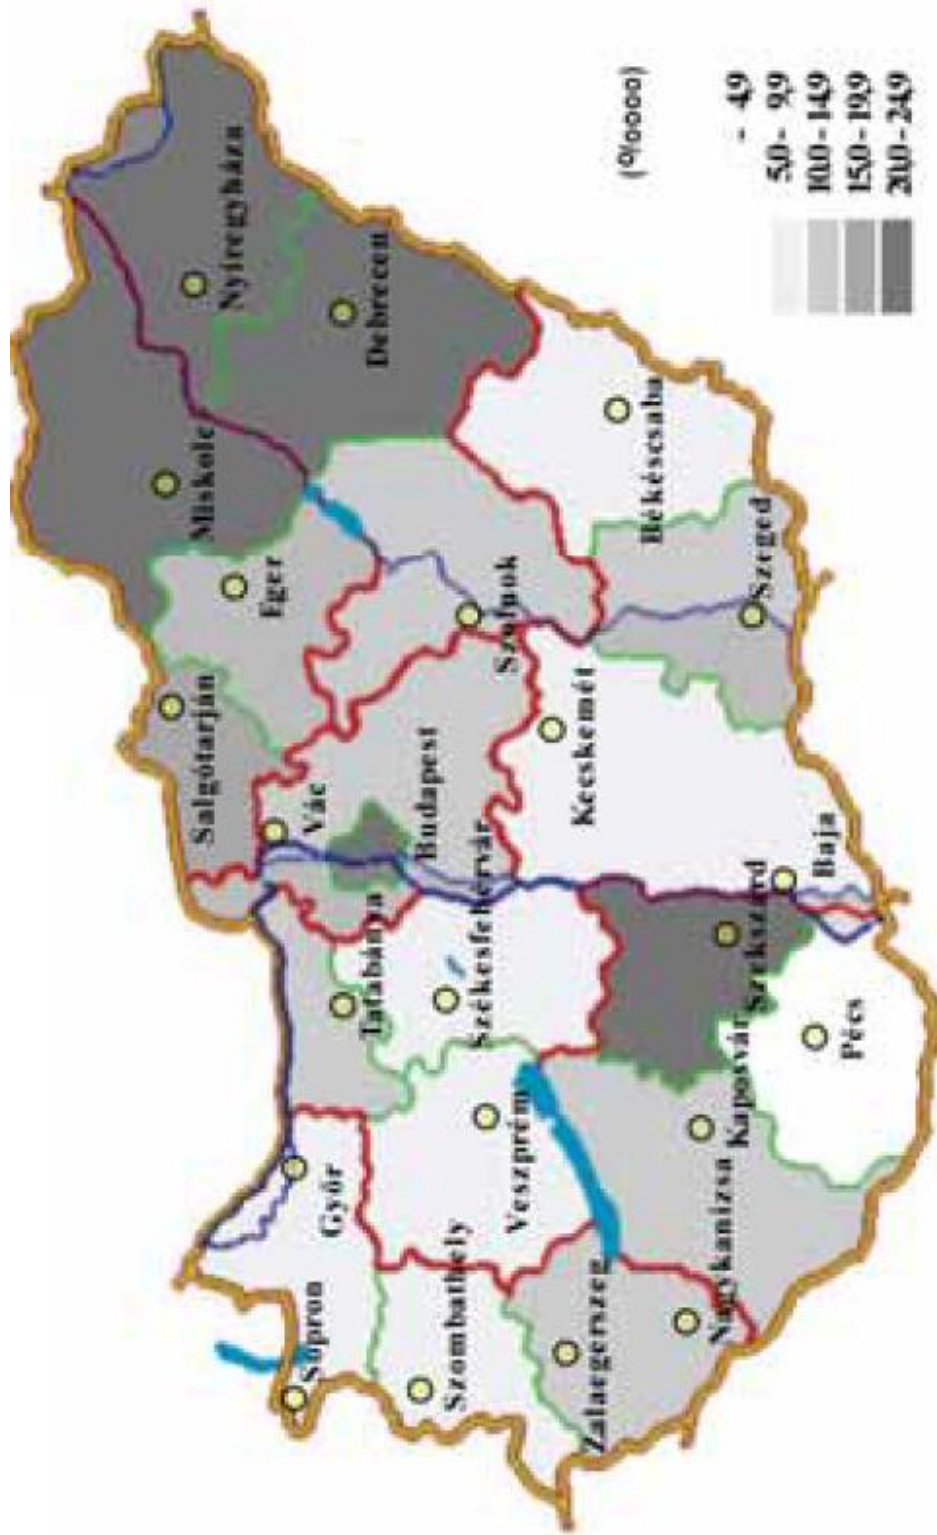 Nyíregyháza
Debrecen
Miskolc
Eger
Szolnok
Békéscsaba
Szeged
Salgótarján
Vác
Budapest
Kecskemét
Baja
Tatabánya
Székesfehérvár
Szekszárd
Pécs
Győr
Veszprém
Kaposvár
Sopron
Szombathely
Zalaegerszeg
Nagykanizsa
(%0000)
- 4,9
5,0 - 9,9
10,0 - 14,9
15,0 - 19,9
20,0 - 24,9